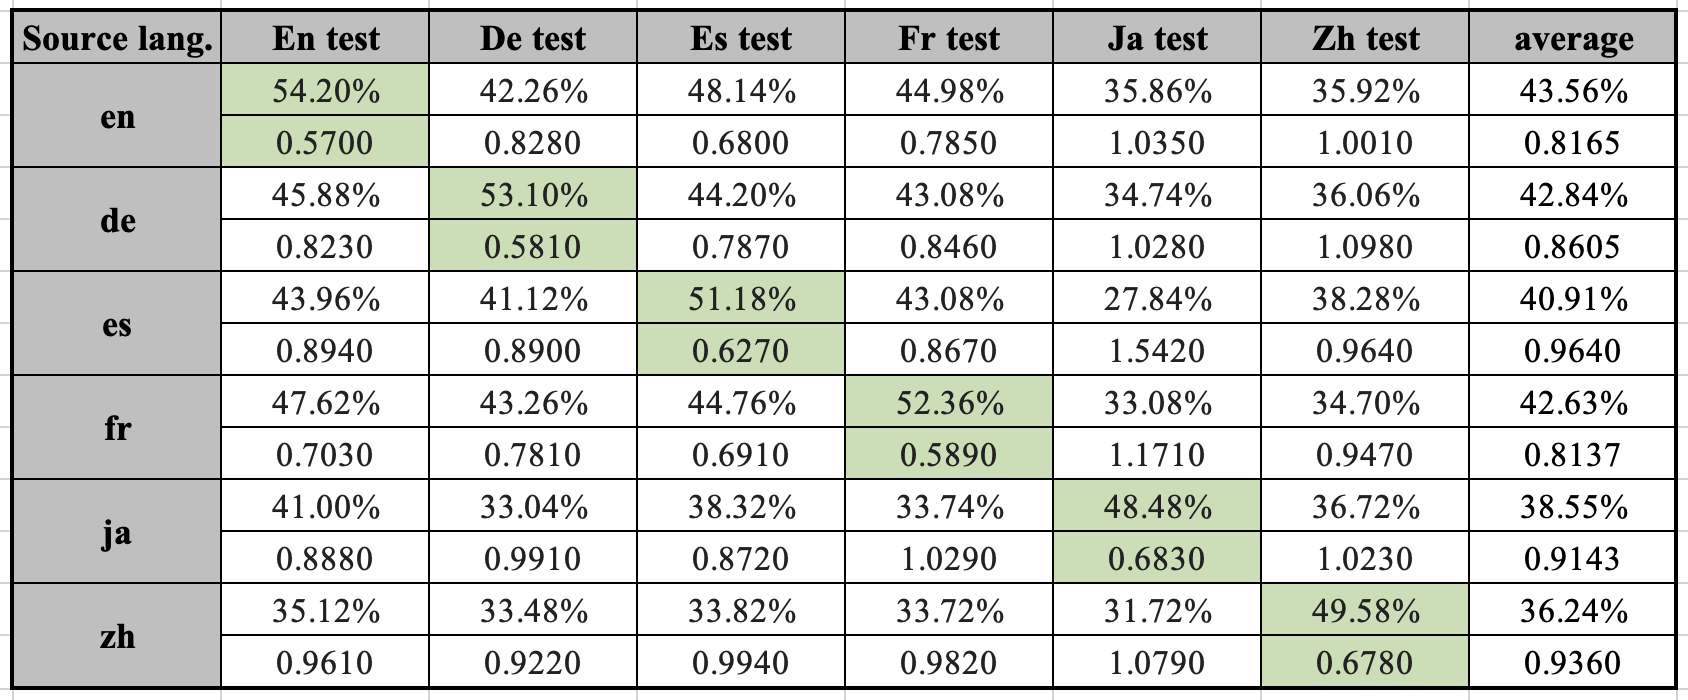 Source lang. En test De test Es test Fr test Ja test Zh test average
en 54.20% 42.26% 48.14% 44.98% 35.86% 35.92% 43.56%
0.5700 0.8280 0.6800 0.7850 1.0350 1.0010 0.8165
de 45.88% 53.10% 44.20% 43.08% 34.74% 36.06% 42.84%
0.8230 0.5810 0.7870 0.8460 1.0280 1.0980 0.8605
es 43.96% 41.12% 51.18% 43.08% 27.84% 38.28% 40.91%
0.8940 0.8900 0.6270 0.8670 1.5420 0.9640 0.9640
fr 47.62% 43.26% 44.76% 52.36% 33.08% 34.70% 42.63%
0.7030 0.7810 0.6910 0.5890 1.1710 0.9470 0.8137
ja 41.00% 33.04% 38.32% 33.74% 48.48% 36.72% 38.55%
0.8880 0.9910 0.8720 1.0290 0.6830 1.0230 0.9143
zh 35.12% 33.48% 33.82% 33.72% 31.72% 49.58% 36.24%
0.9610 0.9220 0.9940 0.9820 1.0790 0.6780 0.9360